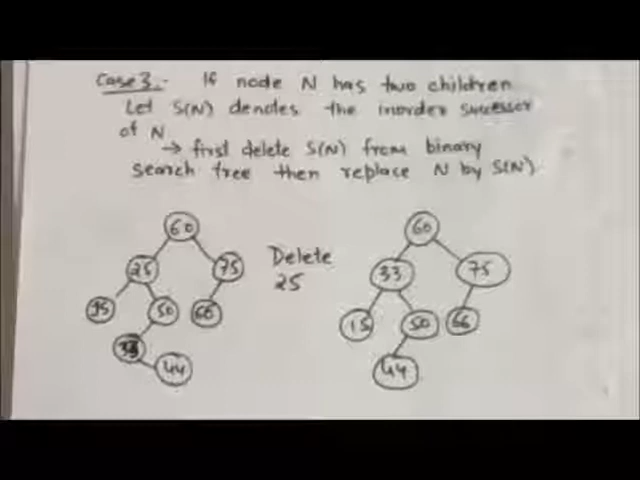 Case 3:- If node N has two children
Let S(N) denotes the inorder successor
of N
→ first delete S(N) from binary
search tree then replace N by S(N)
60
25
75
Delete
25
15
50
66
33
44
60
33
75
15
50
66
44